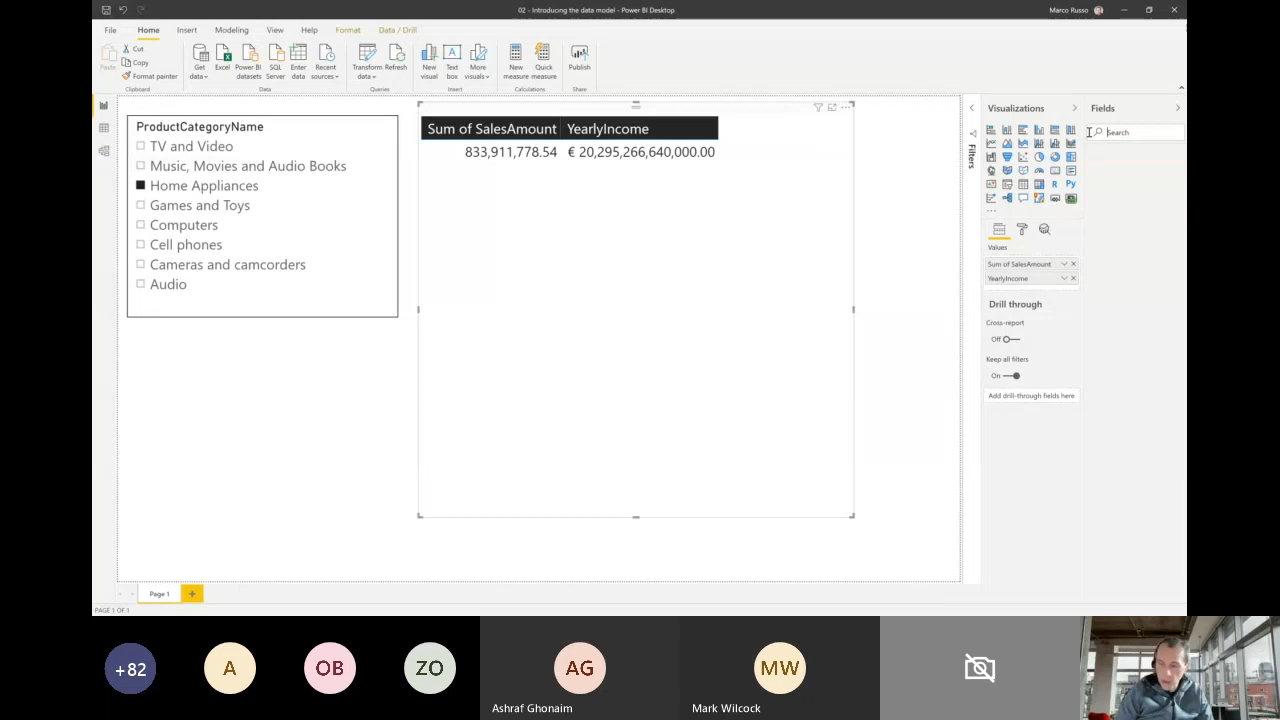 02 - Introducing the data model - Power BI Desktop
Marco Russo
File
Home
Insert
Modeling
View
Help
Format
Data / Drill
Paste
Cut
Copy
Format painter
Clipboard
Get data
Excel
Power BI datasets
SQL Server
Enter data
Recent sources
Data
Transform data
Refresh
Queries
New visual
Text box
More visuals
Insert
New measure
Quick measure
Calculations
Publish
Share
ProductCategoryName
TV and Video
Music, Movies and Audio Books
Home Appliances
Games and Toys
Computers
Cell phones
Cameras and camcorders
Audio
Sum of SalesAmount YearlyIncome
833,911,778.54 € 20,295,266,640,000.00
Filters
Visualizations
R
Py
Values
Sum of SalesAmount
YearlyIncome
Drill through
Cross-report
Off
Keep all filters
On
Add drill-through fields here
Fields
Search
Page 1
PAGE 1 OF 1
+82
A
OB
ZO
AG
Ashraf Ghonaim
MW
Mark Wilcock